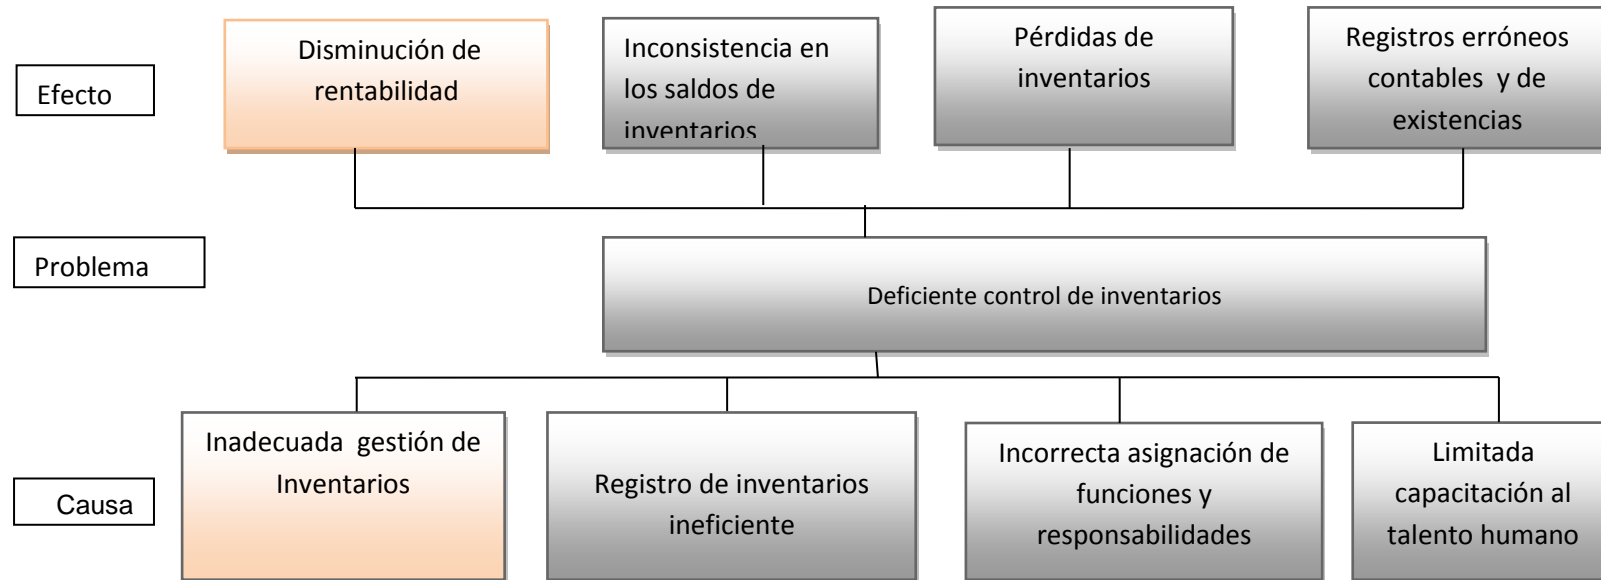 Efecto
Disminución de
rentabilidad
Inconsistencia en
los saldos de
inventarios
Pérdidas de
inventarios
Registros erróneos
contables y de
existencias
Problema
Deficiente control de inventarios
Causa
Inadecuada gestión de
Inventarios
Registro de inventarios
ineficiente
Incorrecta asignación de
funciones y
responsabilidades
Limitada
capacitación al
talento humano